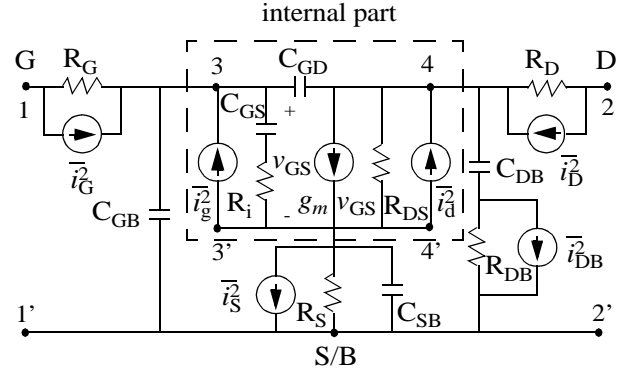 internal part
G
R_G
3
C_GD
4
R_D
D
1
C_GS
+
2
v_GS
i_G^2
i_g^2
R_i
-
g_m v_GS
R_DS
i_d^2
C_DB
i_D^2
C_GB
3'
4'
R_DB
i_DB^2
i_S^2
R_S
C_SB
1'
2'
S/B